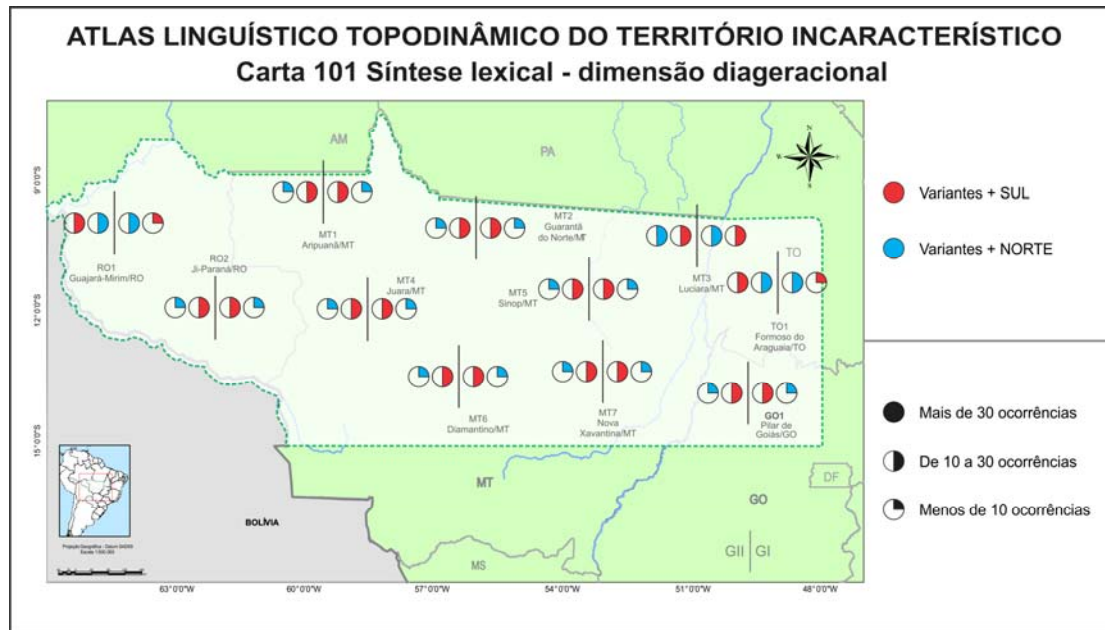 ATLAS LINGUÍSTICO TOPODINÂMICO DO TERRITÓRIO INCARACTERÍSTICO
Carta 101 Síntese lexical - dimensão diageracional
AM
PA
N
W
E
S
9°0'0"S
12°0'0"S
15°0'0"S
RO1
Guajará-Mirim/RO
RO2
Ji-Paraná/RO
MT1
Aripuanã/MT
MT2
Guarantã
do Norte/MT
MT3
Luciara/MT
TO
MT4
Juara/MT
MT5
Sinop/MT
TO1
Formoso do
Araguaia/TO
MT6
Diamantino/MT
MT7
Nova
Xavantina/MT
GO1
Pilar de
Goiás/GO
MT
GO
DF
BOLÍVIA
MS
GII GI
63°0'0"W
60°0'0"W
57°0'0"W
54°0'0"W
51°0'0"W
48°0'0"W
Variantes + SUL
Variantes + NORTE
Mais de 30 ocorrências
De 10 a 30 ocorrências
Menos de 10 ocorrências